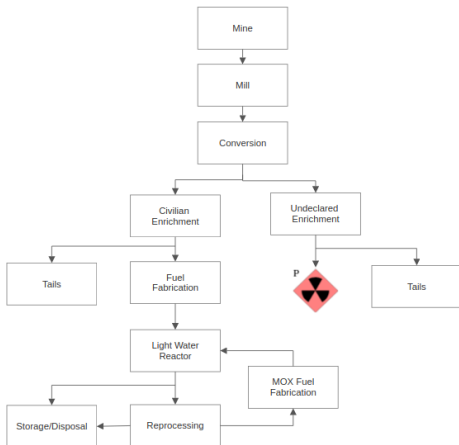 Mine
Mill
Conversion
Civilian
Enrichment
Undeclared
Enrichment
Tails
Fuel
Fabrication
P
Tails
Light Water
Reactor
MOX Fuel
Fabrication
Storage/Disposal
Reprocessing